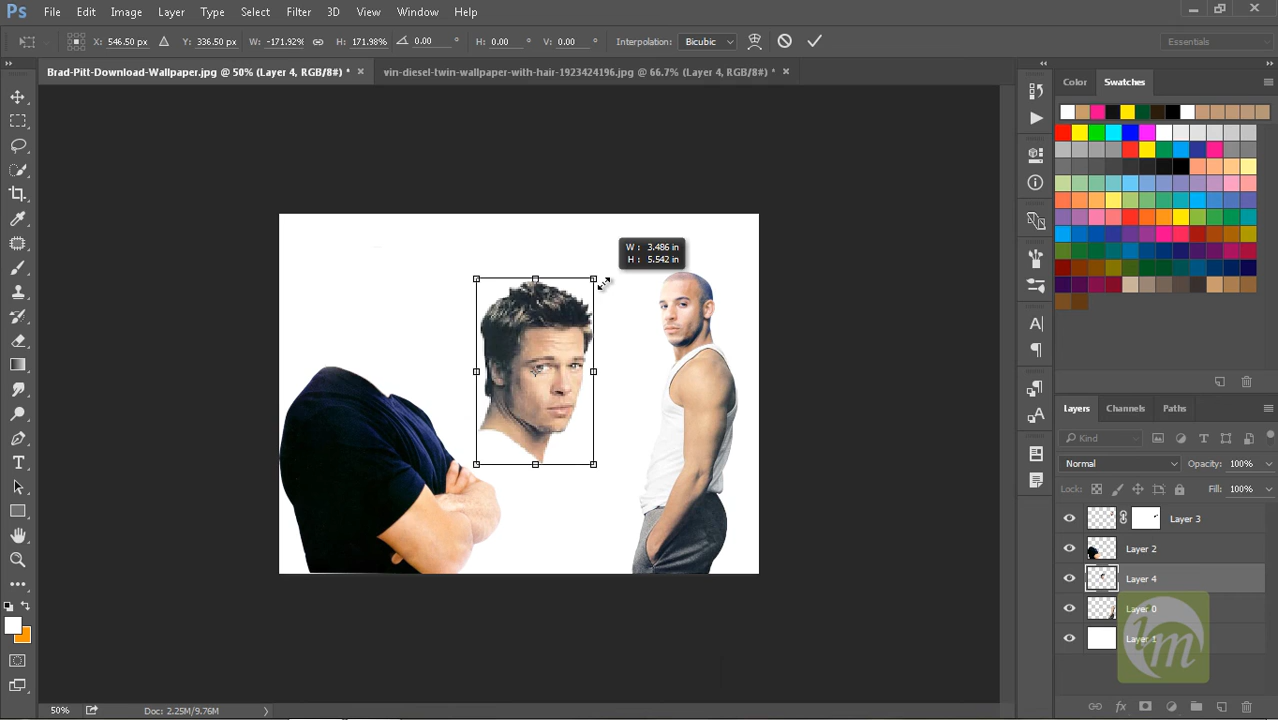 Ps File Edit Image Layer Type Select Filter 3D View Window Help
X: 546.50 px Y: 336.50 px W: -171.92% H: 171.98% 0.00 ° H: 0.00 ° V: 0.00 ° Interpolation: Bicubic Essentials
Brad-Pitt-Download-Wallpaper.jpg @ 50% (Layer 4, RGB/8#) * × vin-diesel-twin-wallpaper-with-hair-1923424196.jpg @ 66.7% (Layer 4, RGB/8#) * ×
Color Swatches
W : 3.486 in
H : 5.542 in
Layers Channels Paths
Kind
Normal Opacity: 100%
Lock: Fill: 100%
Layer 3
Layer 2
Layer 4
Layer 0
Layer 1
fx
50% Doc: 2.25M/9.76M